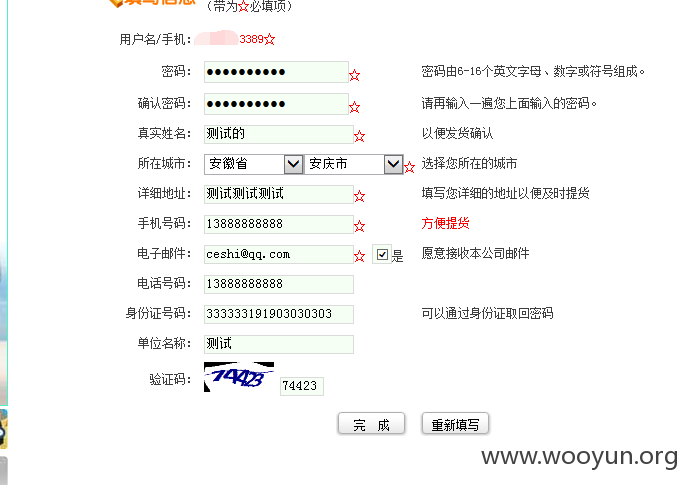 填写信息 (带为☆必填项)
用户名/手机: 3389☆
密码: ●●●●●●●●●● ☆ 密码由6-16个英文字母、数字或符号组成。
确认密码: ●●●●●●●●●● ☆ 请再输入一遍您上面输入的密码。
真实姓名: 测试的 ☆ 以便发货确认
所在城市: 安徽省 安庆市 ☆ 选择您所在的城市
详细地址: 测试测试测试 ☆ 填写您详细的地址以便及时提货
手机号码: 13888888888 ☆ 方便提货
电子邮件: ceshi@qq.com ☆ 是 愿意接收本公司邮件
电话号码: 13888888888
身份证号码: 333333191903030303 可以通过身份证取回密码
单位名称: 测试
验证码: 74423 74423
完 成 重新填写
www.wooyun.org